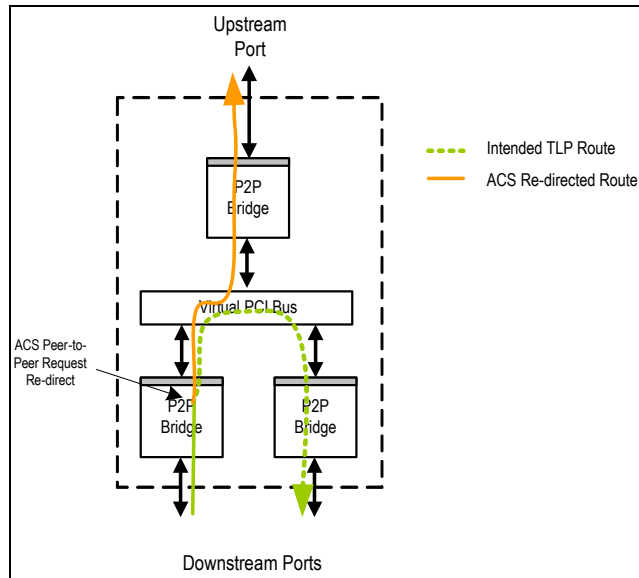 Upstream
Port
Intended TLP Route
ACS Re-directed Route
P2P
Bridge
Virtual PCI Bus
ACS Peer-to-
Peer Request
Re-direct
P2P
Bridge
P2P
Bridge
Downstream Ports